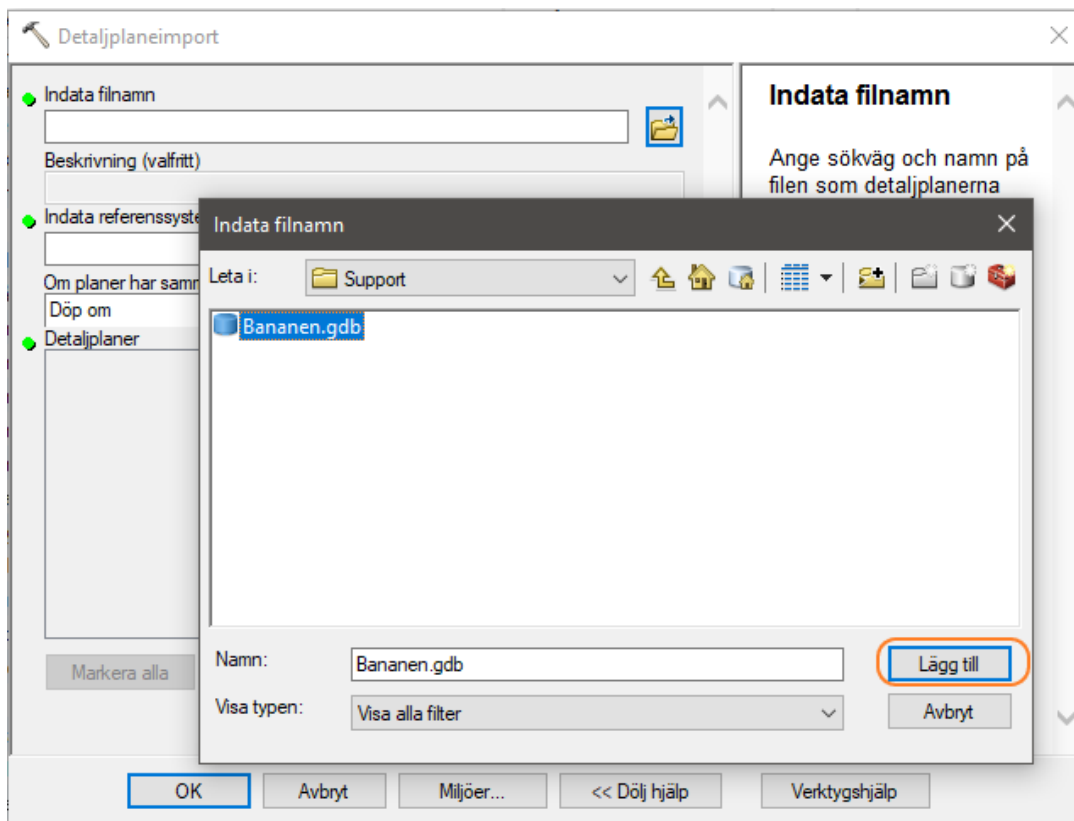 Detaljplaneimport
Indata filnamn
Beskrivning (valfritt)
Indata referenssyste
Om planer har samr
Döp om
Detaljplaner
Markera alla
Indata filnamn
Ange sökväg och namn på
filen som detaljplanerna
Indata filnamn
Leta i:
Support
Bananen.gdb
Namn:
Bananen.gdb
Lägg till
Visa typen:
Visa alla filter
Avbryt
OK
Avbryt
Miljöer...
<< Dölj hjälp
Verktygshjälp